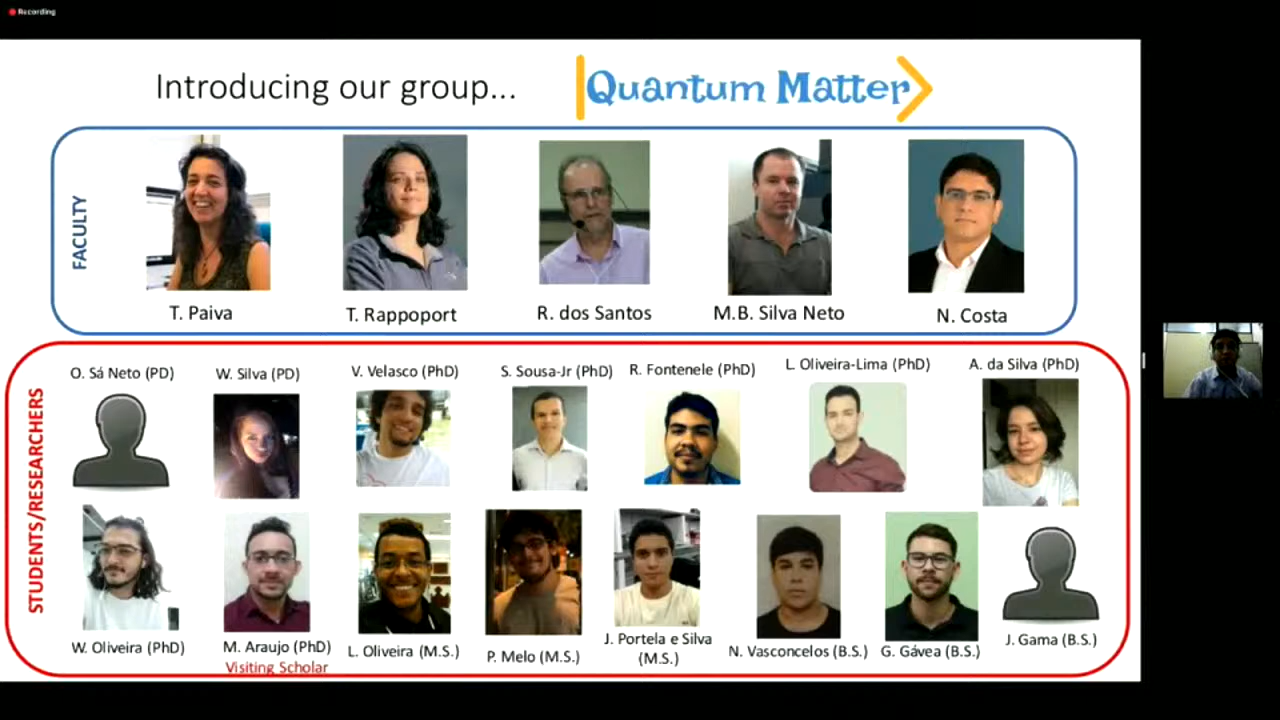 Recording
Introducing our group...
Quantum Matter
FACULTY
T. Paiva
T. Rappoport
R. dos Santos
M.B. Silva Neto
N. Costa
STUDENTS/RESEARCHERS
O. Sá Neto (PD)
W. Silva (PD)
V. Velasco (PhD)
S. Sousa-Jr (PhD)
R. Fontenele (PhD)
L. Oliveira-Lima (PhD)
A. da Silva (PhD)
W. Oliveira (PhD)
M. Araujo (PhD)
Visiting Scholar
L. Oliveira (M.S.)
P. Melo (M.S.)
J. Portela e Silva
(M.S.)
N. Vasconcelos (B.S.)
G. Gávea (B.S.)
J. Gama (B.S.)